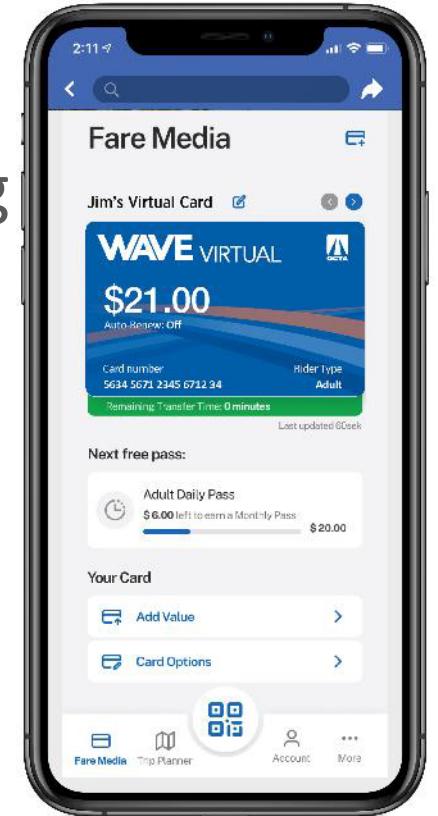 g
2:11
Fare Media
Jim's Virtual Card
WAVE VIRTUAL
OCTA
$21.00
Auto-Renew: Off
Card number
Rider Type
5634 5671 2345 6712 34
Adult
Remaining Transfer Time: 0 minutes
Last updated 60sek
Next free pass:
Adult Daily Pass
$6.00 left to earn a Monthly Pass
$20.00
Your Card
Add Value
Card Options
Fare Media
Trip Planner
Account
More